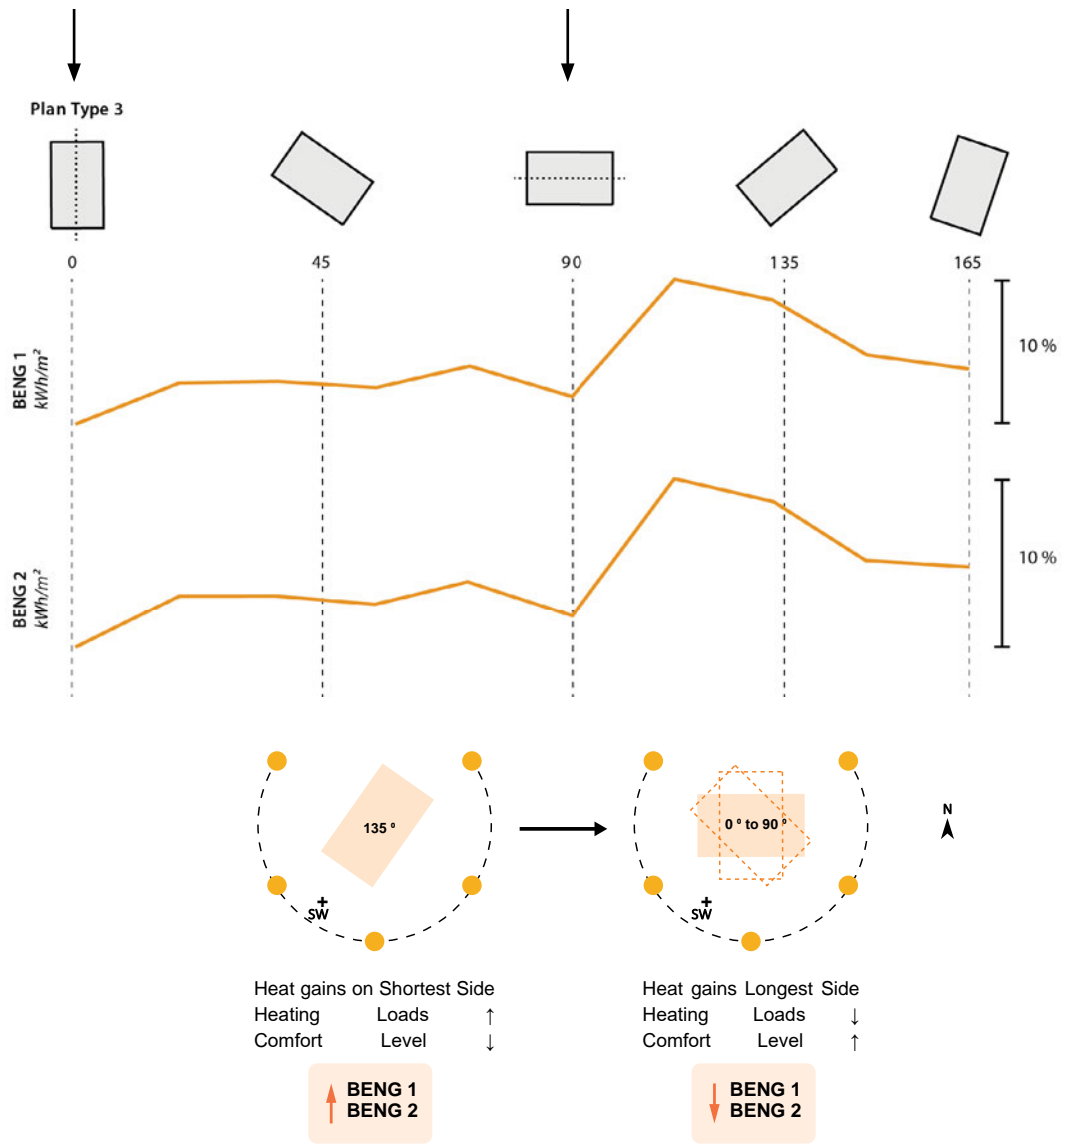 Plan Type 3
0 45 90 135 165
BENG 1
kWh/m²
10 %
BENG 2
kWh/m²
10 %
135 º
0 º to 90 º
N
SW
SW
Heat gains on Shortest Side
Heating Loads ↑
Comfort Level ↓
BENG 1
BENG 2
Heat gains Longest Side
Heating Loads ↓
Comfort Level ↑
BENG 1
BENG 2